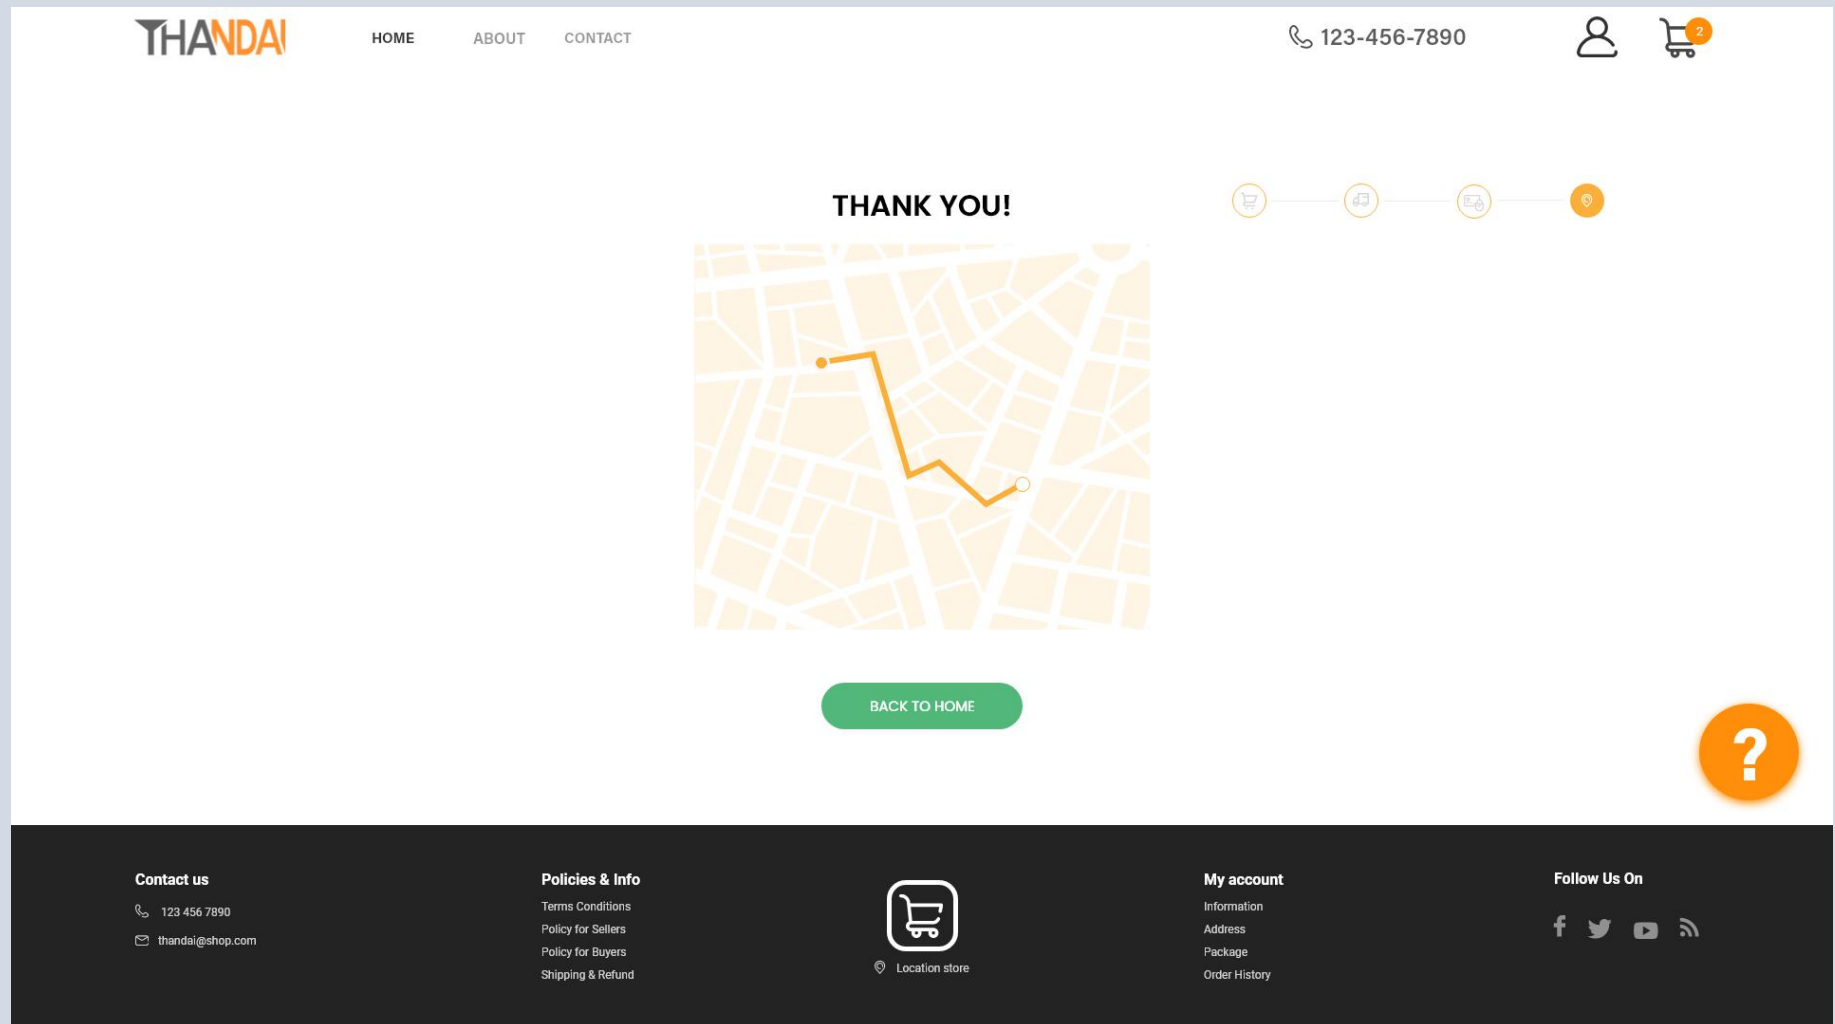 THANDAI
HOME
ABOUT
CONTACT
123-456-7890
2
THANK YOU!
BACK TO HOME
?
Contact us
123 456 7890
thandai@shop.com
Policies & Info
Terms Conditions
Policy for Sellers
Policy for Buyers
Shipping & Refund
Location store
My account
Information
Address
Package
Order History
Follow Us On